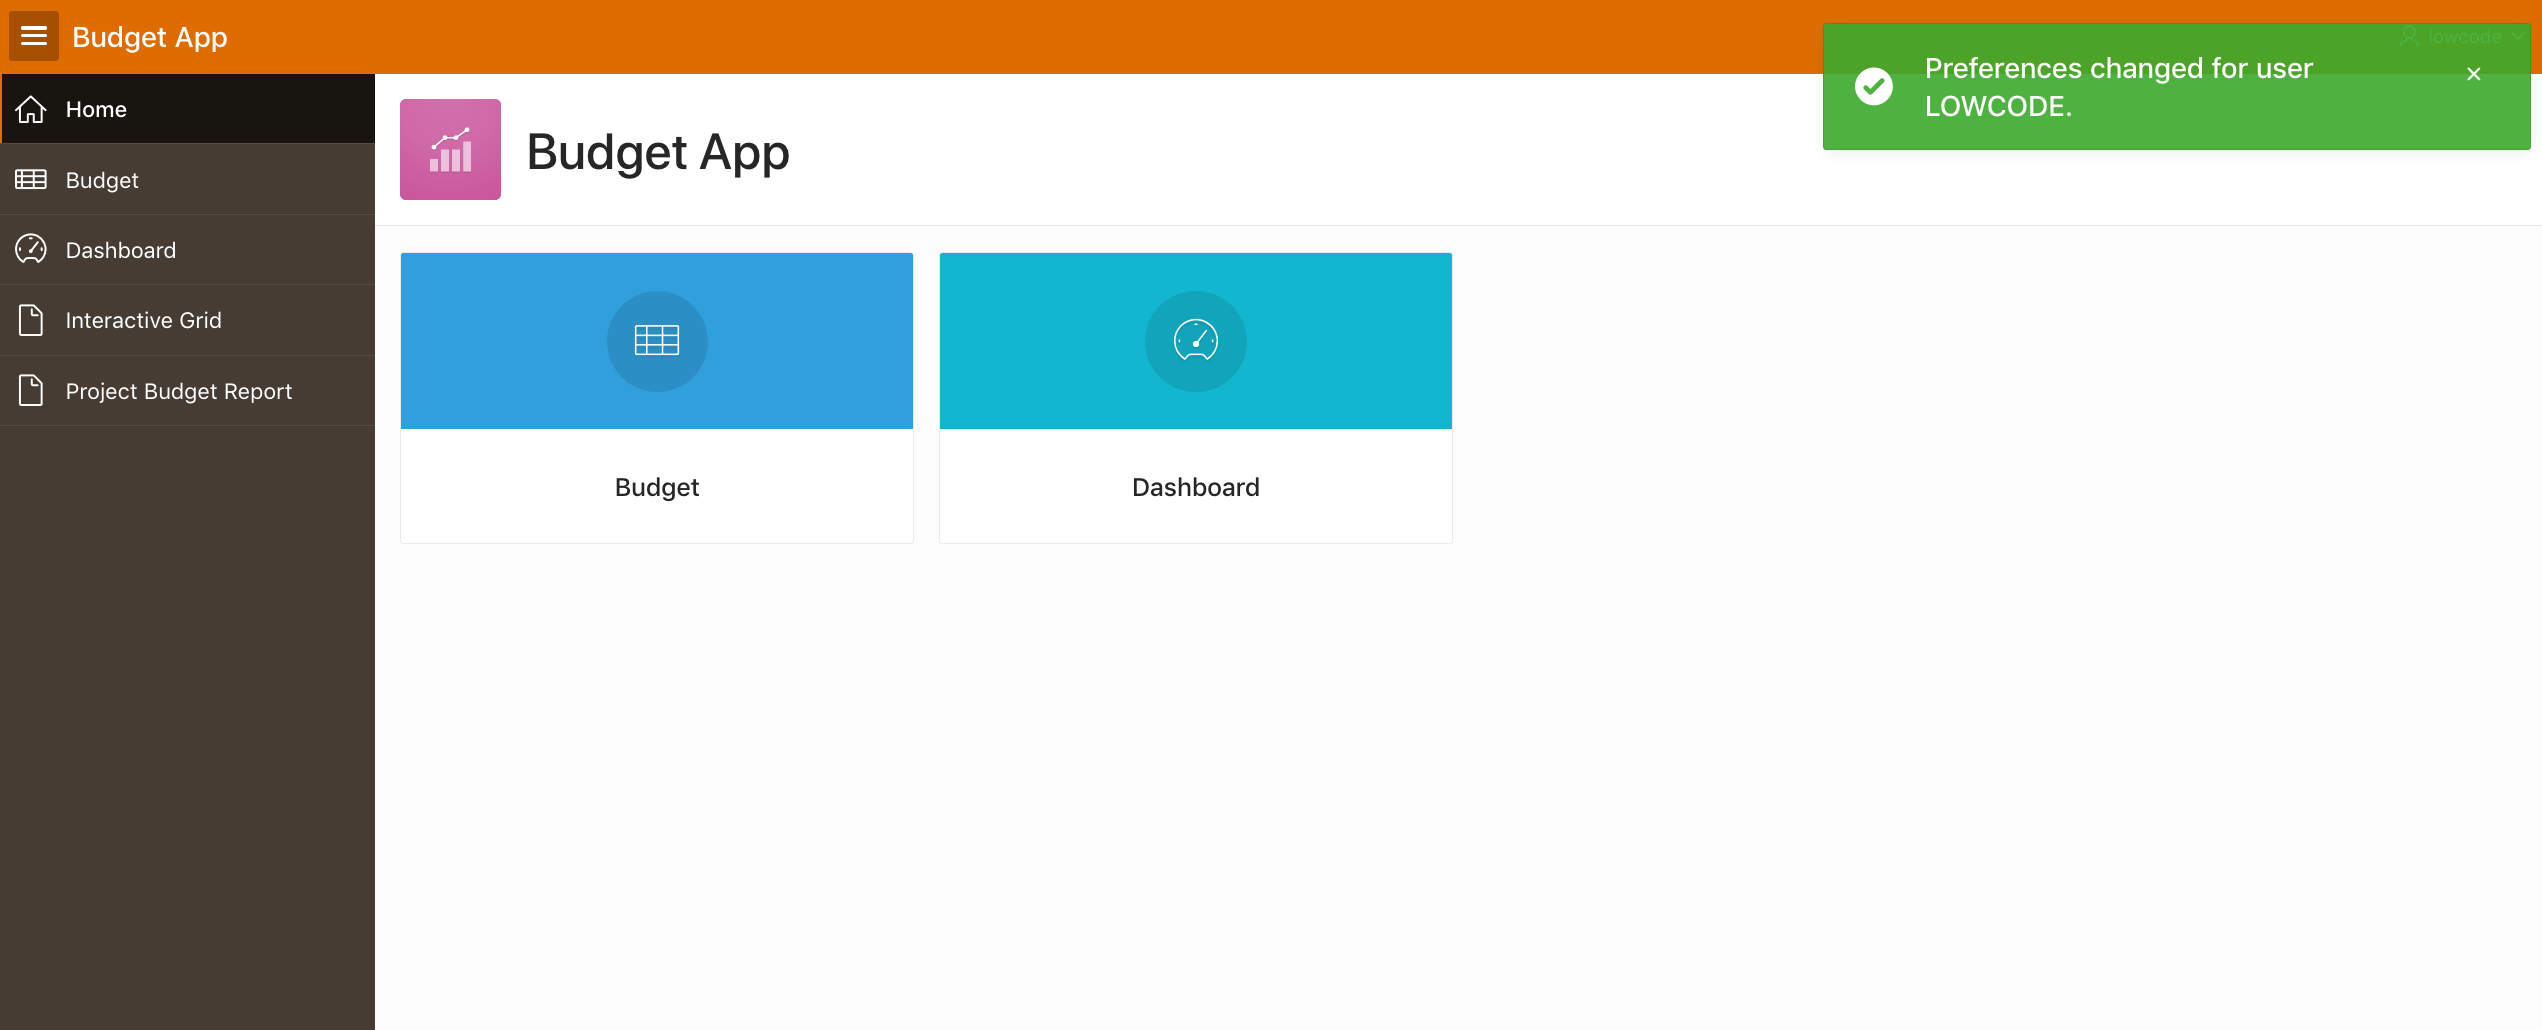 Budget App
lowcode
Preferences changed for user
LOWCODE.
Home
Budget
Dashboard
Interactive Grid
Project Budget Report
Budget App
Budget
Dashboard